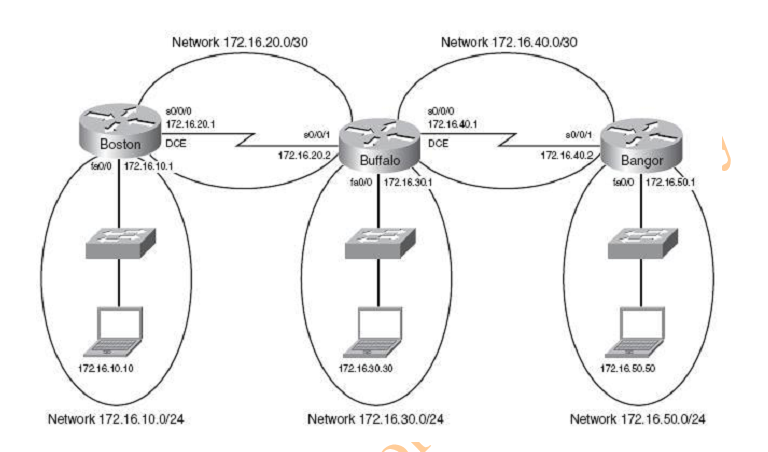 Network 172.16.20.0/30
Network 172.16.40.0/30
s0/0/0
172.16.20.1
DCE
s0/0/1
172.16.20.2
s0/0/0
172.16.40.1
DCE
s0/0/1
172.16.40.2
Boston
Buffalo
Bangor
fa0/0 172.16.10.1
fa0/0 172.16.30.1
fa0/0 172.16.50.1
172.16.10.10
172.16.30.30
172.16.50.50
Network 172.16.10.0/24
Network 172.16.30.0/24
Network 172.16.50.0/24